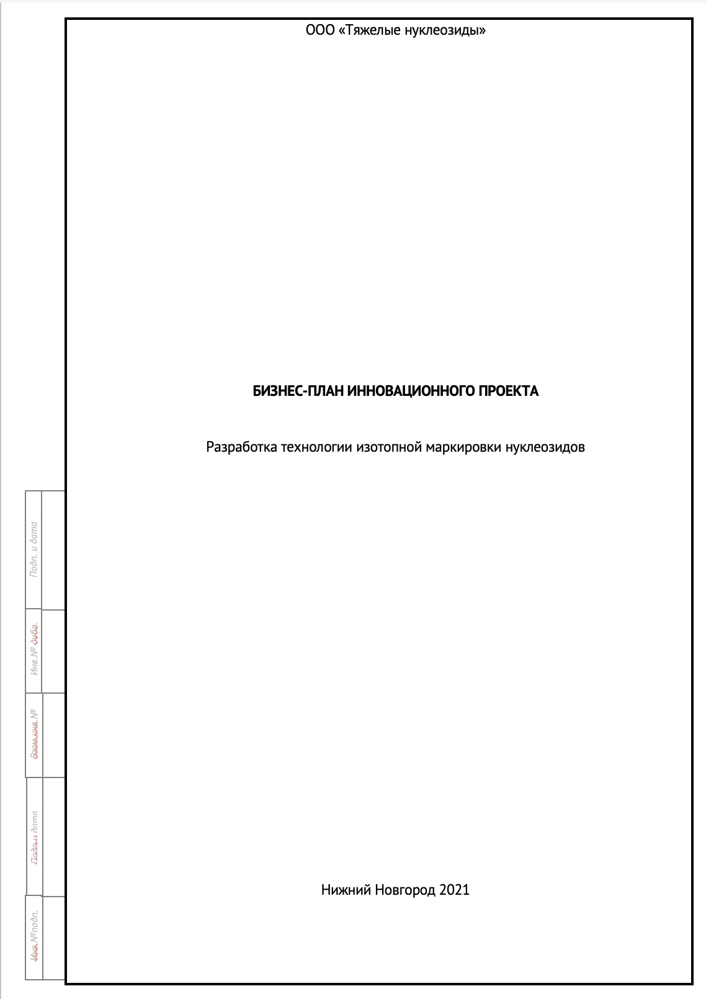 ООО «Тяжелые нуклеозиды»
БИЗНЕС-ПЛАН ИННОВАЦИОННОГО ПРОЕКТА
Разработка технологии изотопной маркировки нуклеозидов
Подп. и дата
Инв.№ дубл.
Взам.инв.№
Подп.и дата
Инв.№подп.
Нижний Новгород 2021